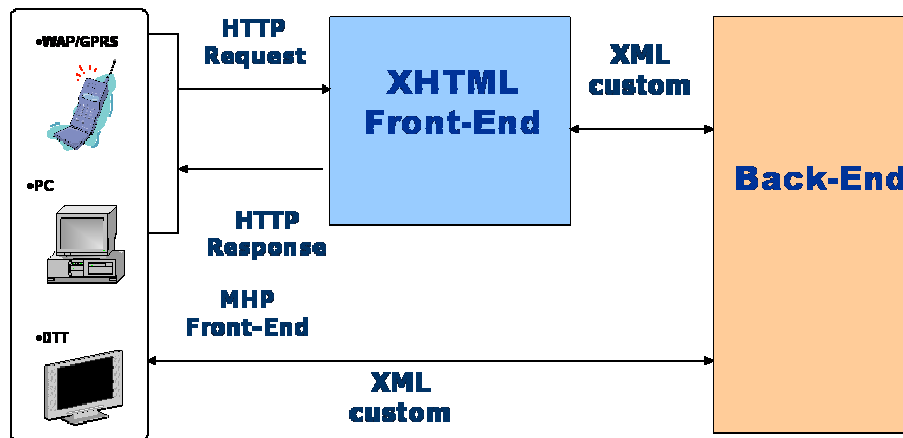 •WAP/GPRS
HTTP
Request
XHTML
Front-End
XML
custom
Back-End
•PC
HTTP
Response
MHP
Front-End
•DTT
XML
custom